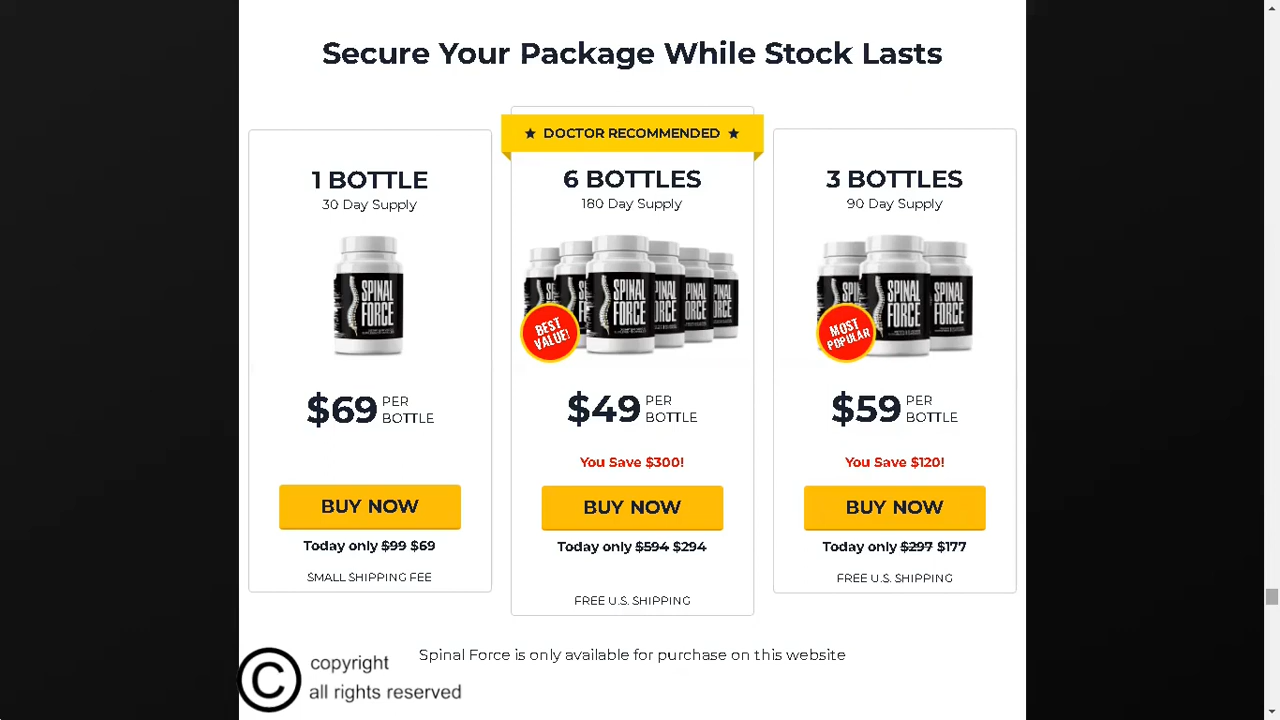 Secure Your Package While Stock Lasts
1 BOTTLE
30 Day Supply
SPINAL
FORCE
$69 PER
BOTTLE
BUY NOW
Today only $99 $69
SMALL SHIPPING FEE
★ DOCTOR RECOMMENDED ★
6 BOTTLES
180 Day Supply
SPINAL
FORCE
BEST
VALUE!
$49 PER
BOTTLE
You Save $300!
BUY NOW
Today only $594 $294
FREE U.S. SHIPPING
3 BOTTLES
90 Day Supply
SPINAL
FORCE
MOST
POPULAR
$59 PER
BOTTLE
You Save $120!
BUY NOW
Today only $297 $177
FREE U.S. SHIPPING
Spinal Force is only available for purchase on this website
© copyright
all rights reserved